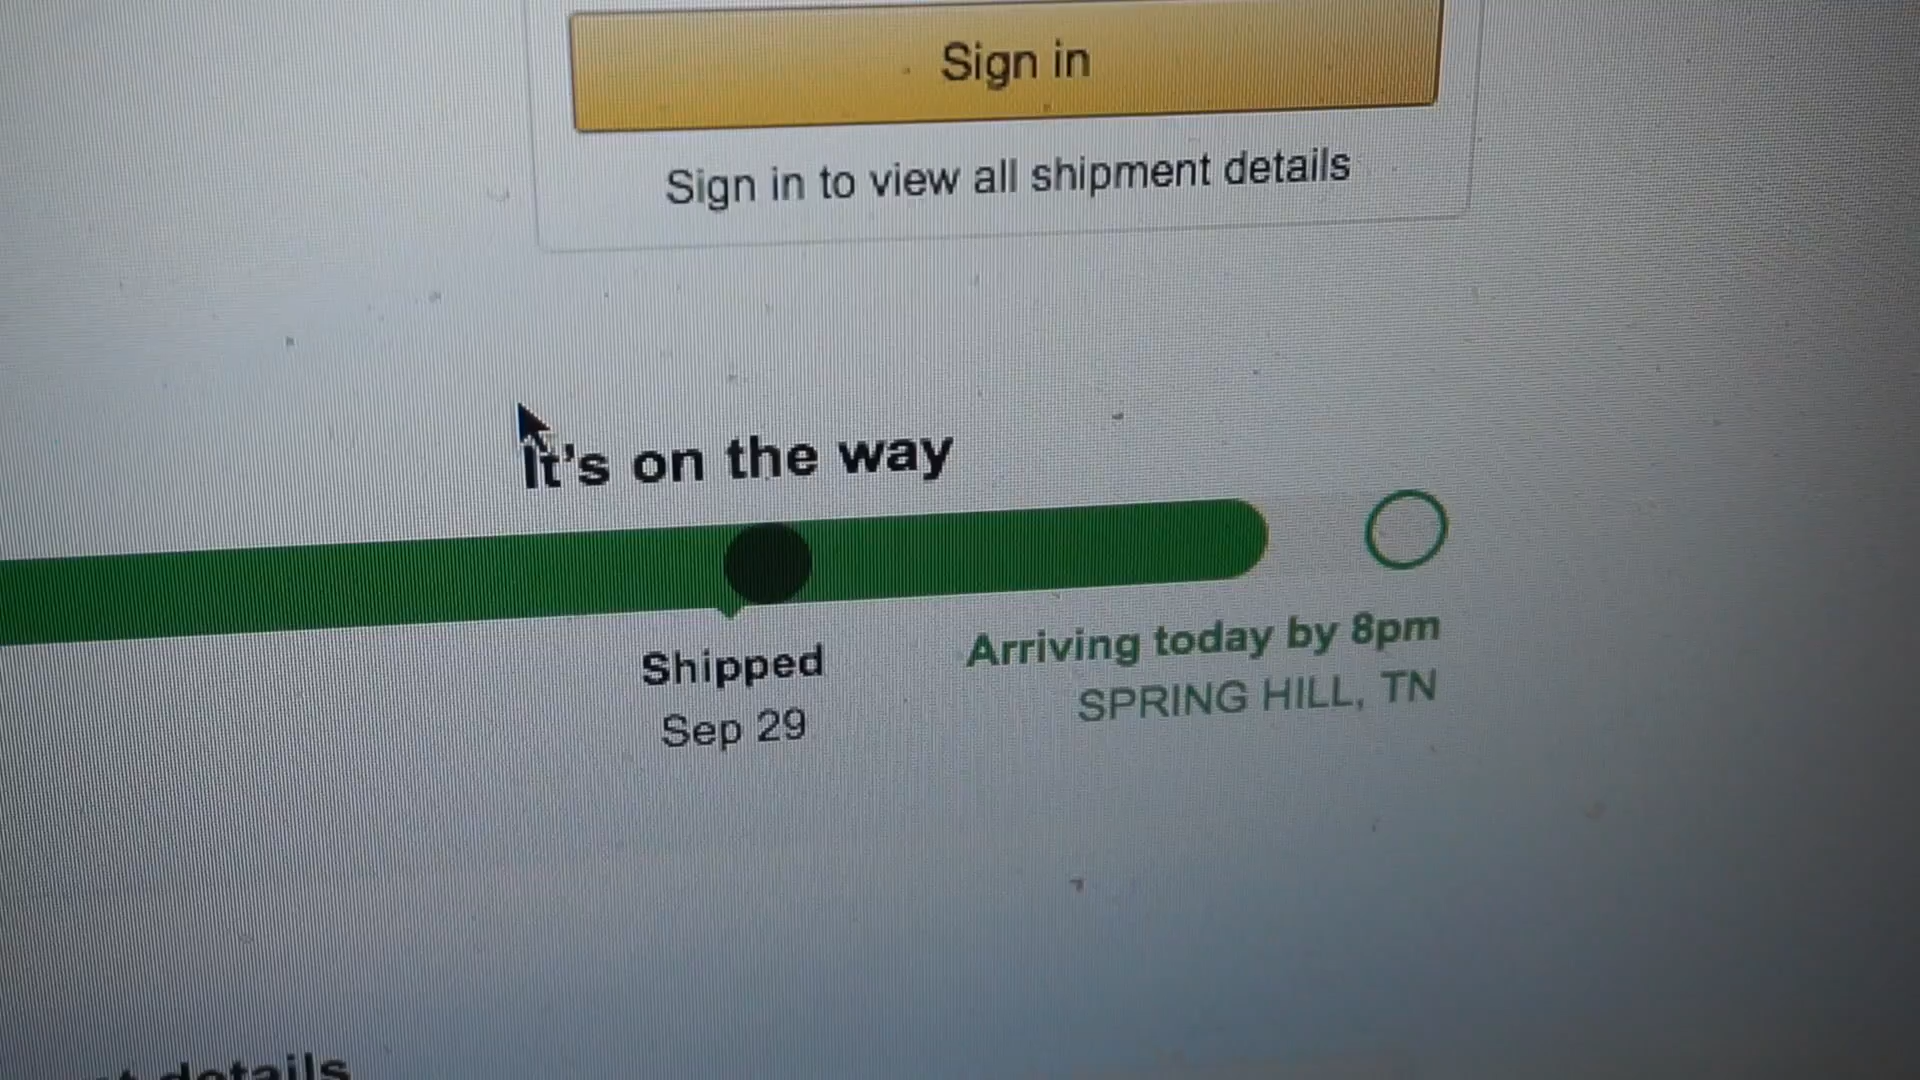 Sign in
Sign in to view all shipment details
It's on the way
Shipped
Sep 29
Arriving today by 8pm
SPRING HILL, TN
details